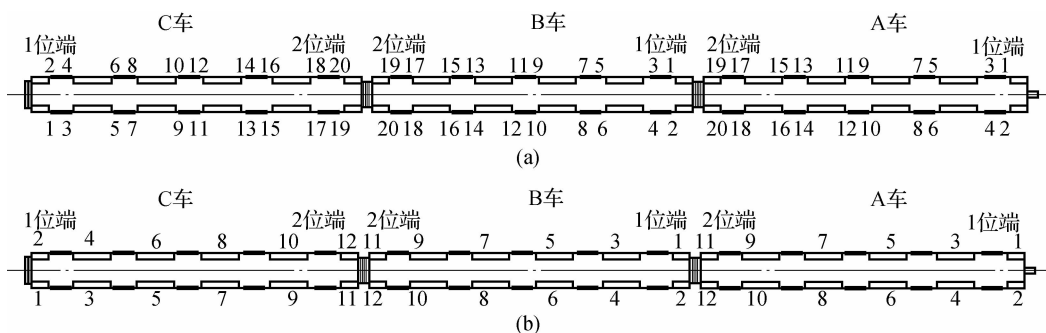 C车 B车 A车
1位端 2位端 2位端 1位端 2位端 1位端
2 4 6 8 10 12 14 16 18 20 19 17 15 13 11 9 7 5 3 1 19 17 15 13 11 9 7 5 3 1
1 3 5 7 9 11 13 15 17 19 20 18 16 14 12 10 8 6 4 2 20 18 16 14 12 10 8 6 4 2
(a)
C车 B车 A车
1位端 2位端 2位端 1位端 2位端 1位端
2 4 6 8 10 12 11 9 7 5 3 1 11 9 7 5 3 1
1 3 5 7 9 11 12 10 8 6 4 2 12 10 8 6 4 2
(b)